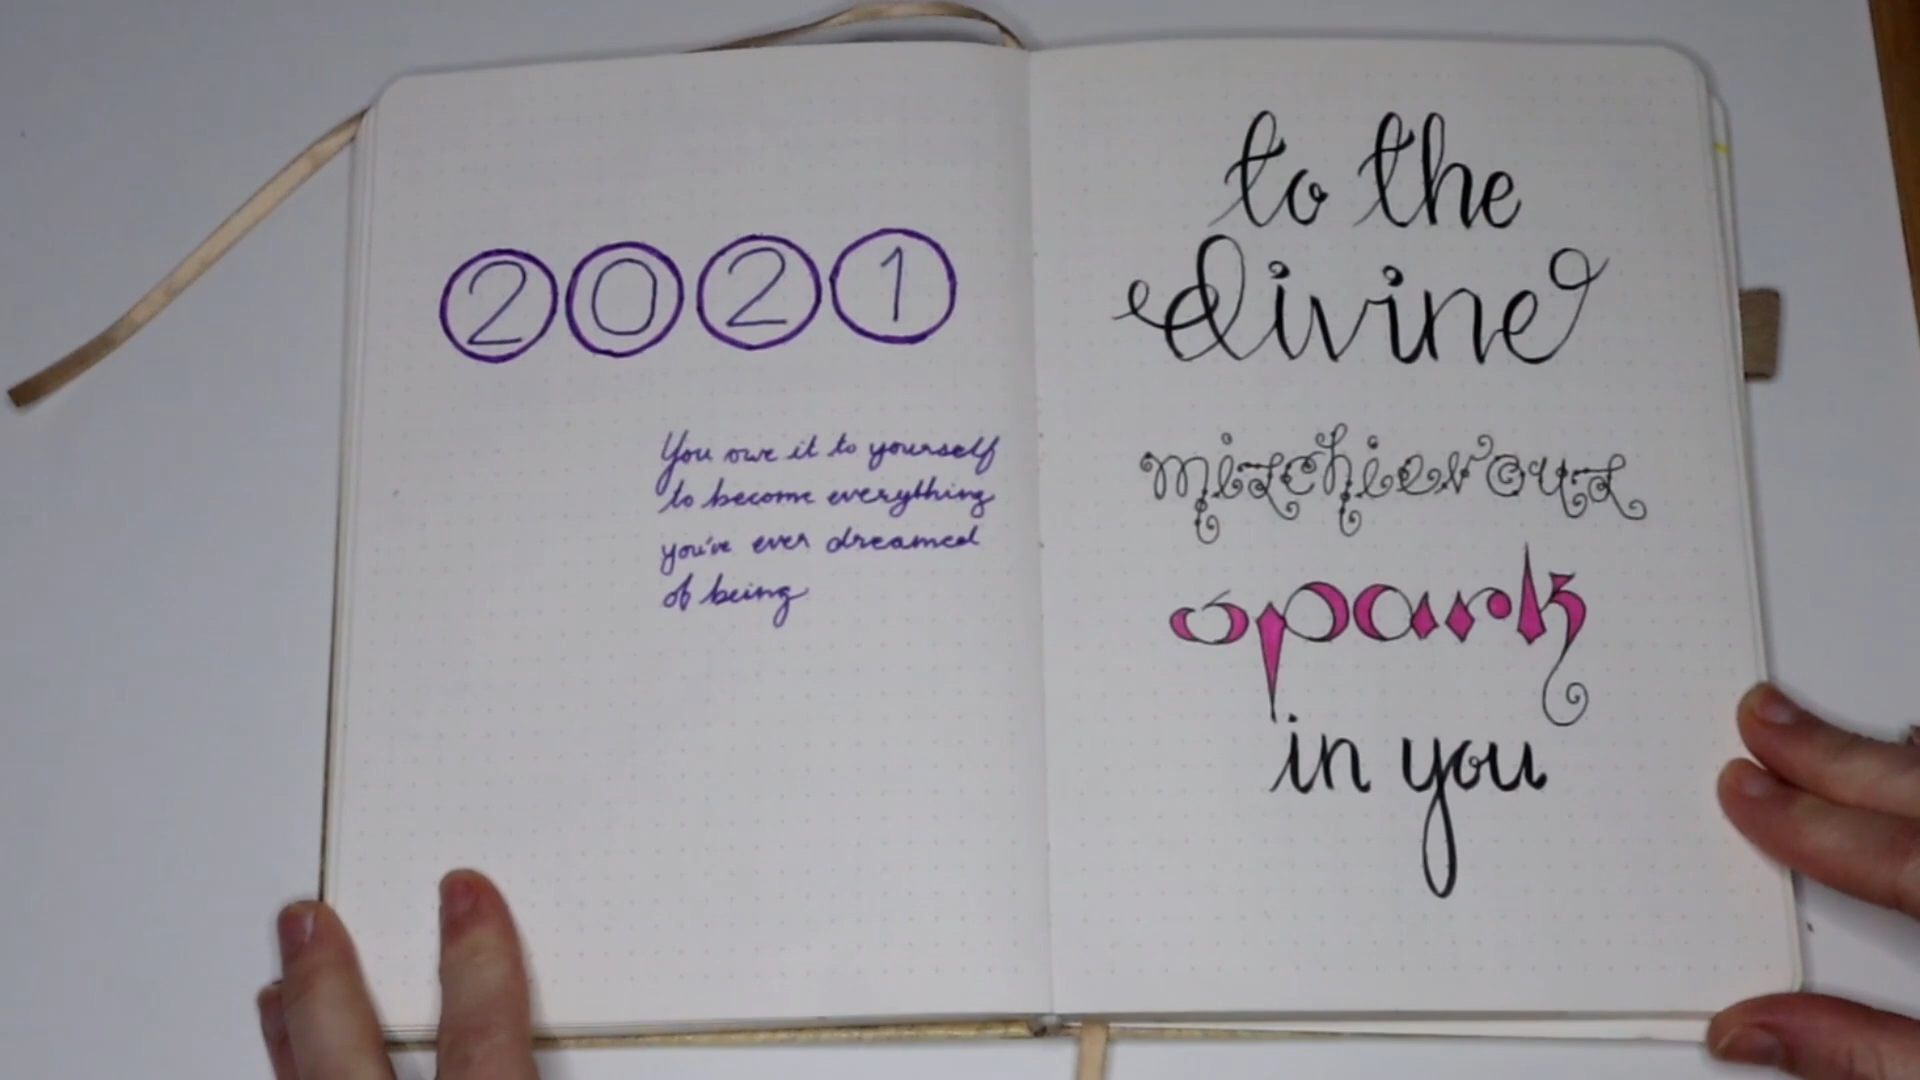 2021
You owe it to yourself
to become everything
you've ever dreamed
of being
to the
divine
mischievous
spark
in you